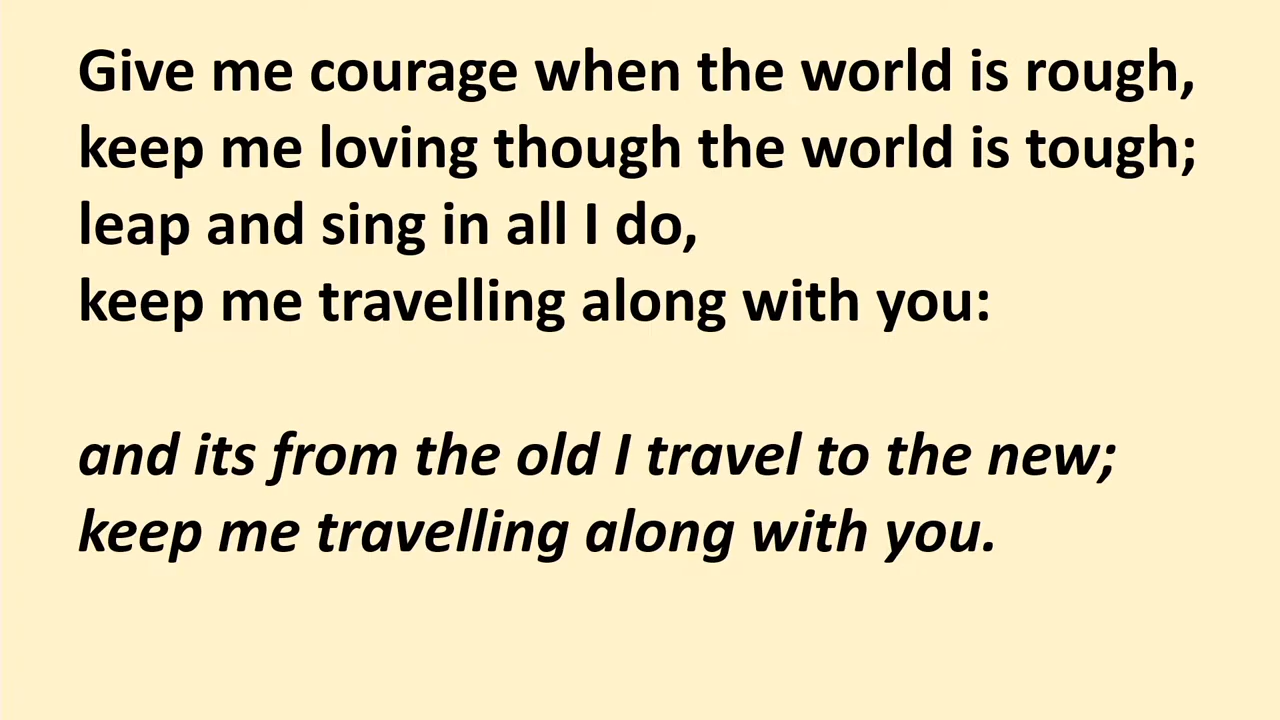 Give me courage when the world is rough,
keep me loving though the world is tough;
leap and sing in all I do,
keep me travelling along with you:
and its from the old I travel to the new;
keep me travelling along with you.